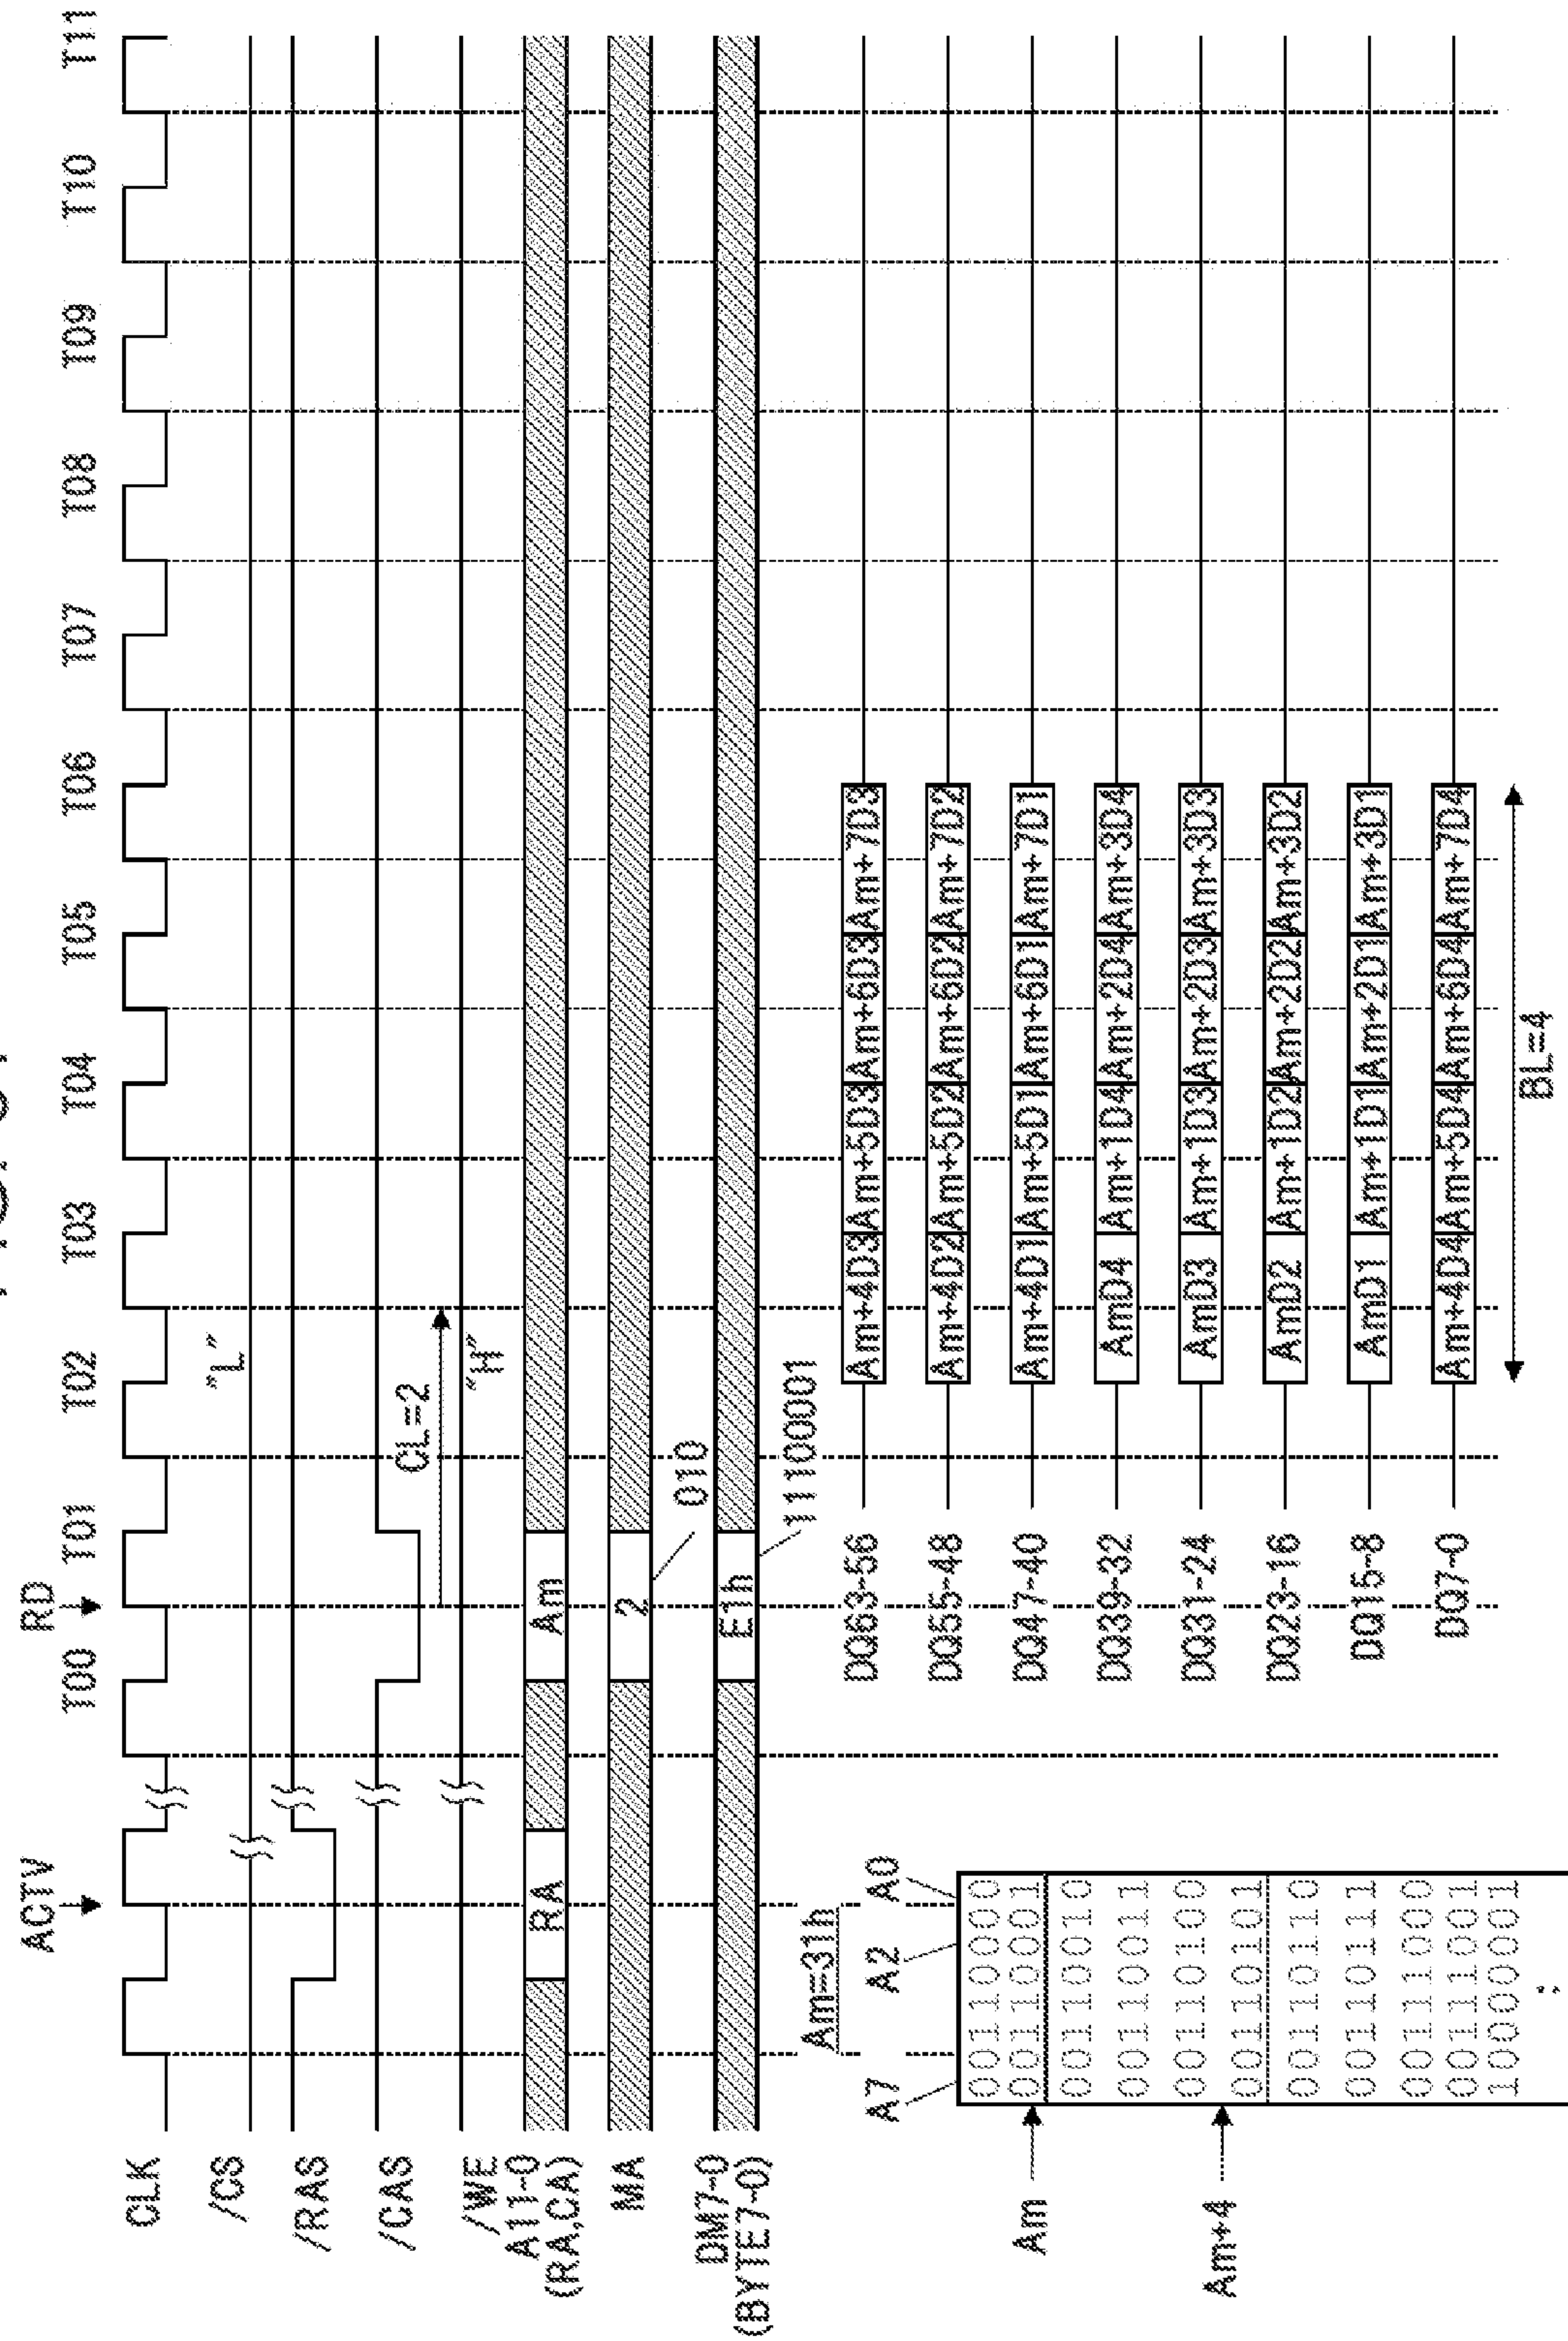 ACTV RD
T00 T01 T02 T03 T04 T05 T06 T07 T08 T09 T10 T11
CLK
/CS "L"
/RAS
/CAS
CL=2
/WE "H"
A11-0
(RA,CA)
RA Am
MA 2
010
DM7-0
(BYTE7-0)
E1h
11100001
DQ63-56 Am+4D3 Am+5D3 Am+6D3 Am+7D3
DQ55-48 Am+4D2 Am+5D2 Am+6D2 Am+7D2
DQ47-40 Am+4D1 Am+5D1 Am+6D1 Am+7D1
DQ39-32 AmD4 Am+1D4 Am+2D4 Am+3D4
DQ31-24 AmD3 Am+1D3 Am+2D3 Am+3D3
DQ23-16 AmD2 Am+1D2 Am+2D2 Am+3D2
DQ15-8 AmD1 Am+1D1 Am+2D1 Am+3D1
DQ7-0 Am+4D4 Am+5D4 Am+6D4 Am+7D4
BL=4
Am=31h
A7 A2 A0
00110000
Am 00110001
00110010
00110011
00110100
Am+4 00110101
00110110
00110111
00111000
00111001
10000001